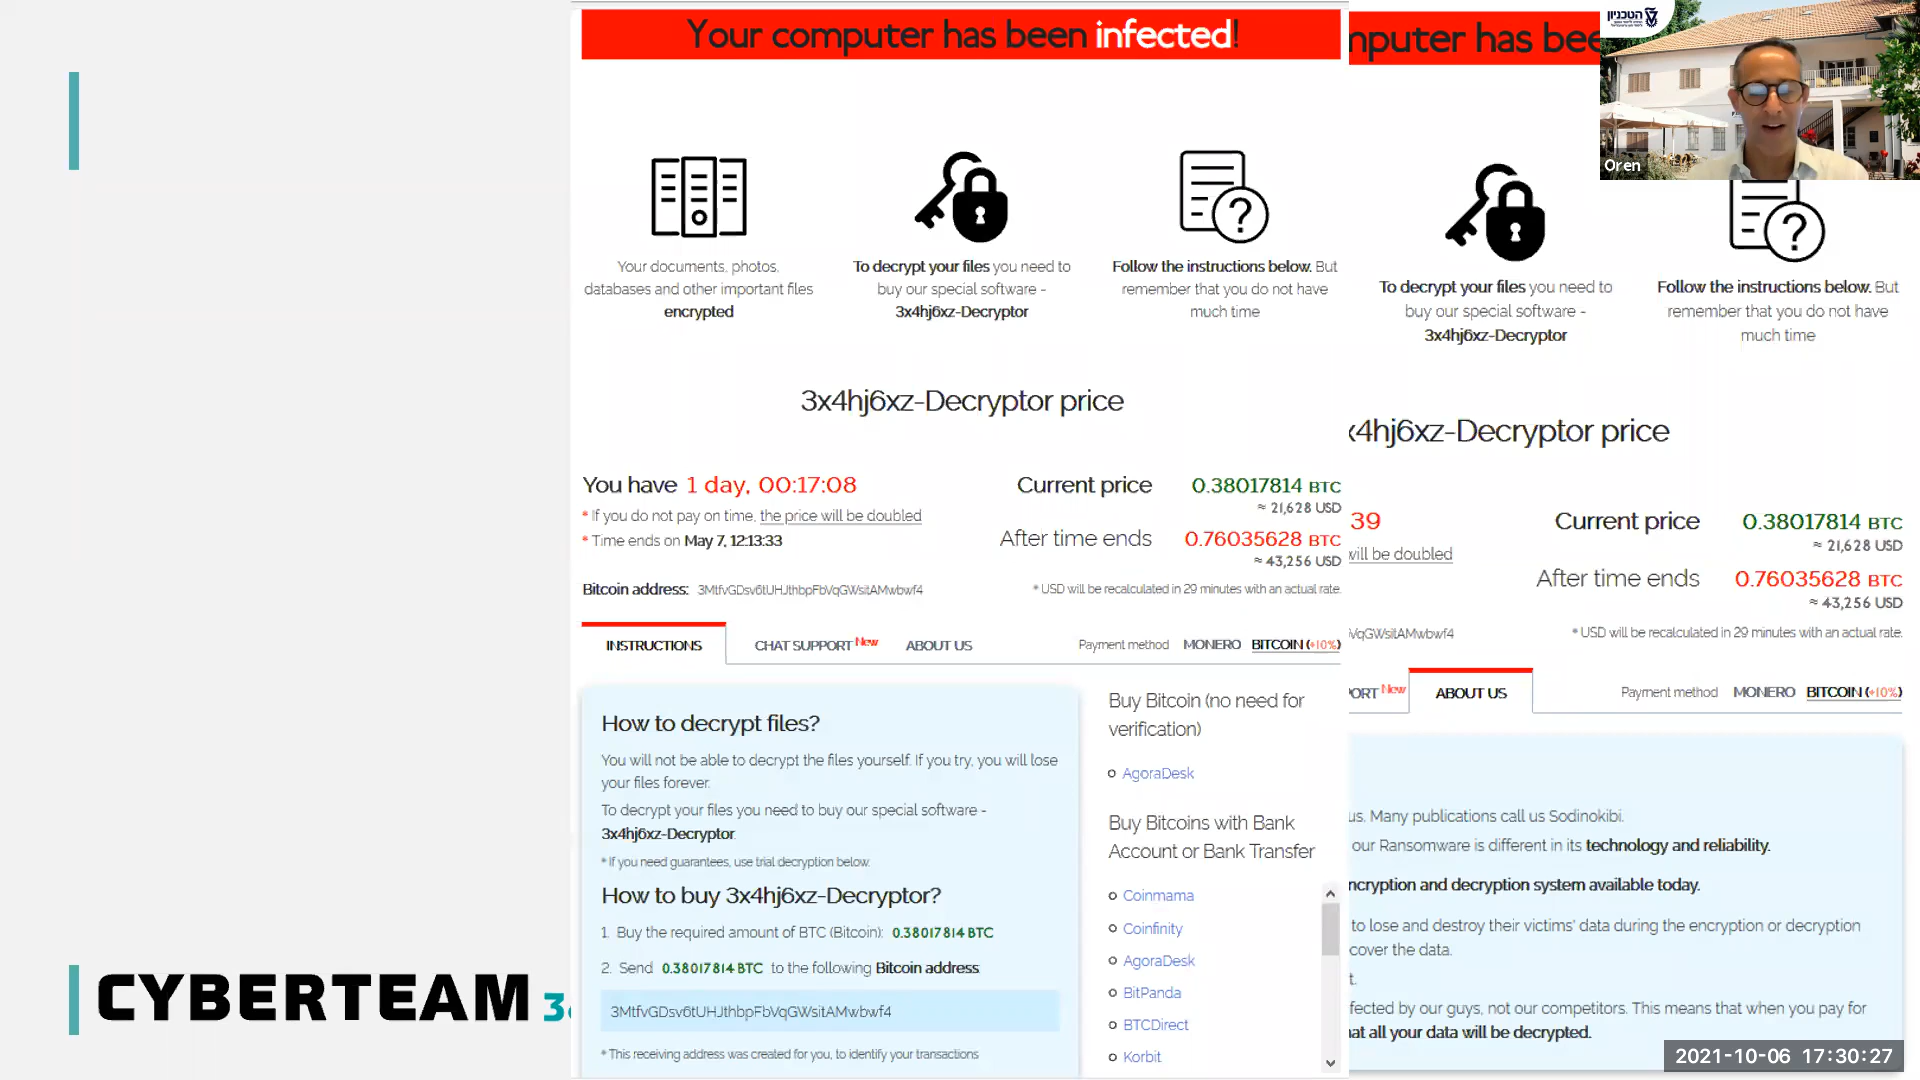 Your computer has been infected!
Your documents, photos,
databases and other important files
encrypted
To decrypt your files you need to
buy our special software -
3x4hj6xz-Decryptor
Follow the instructions below. But
remember that you do not have
much time
3x4hj6xz-Decryptor price
You have 1 day, 00:17:08
* If you do not pay on time, the price will be doubled
* Time ends on May 7, 12:13:33
Current price 0.38017814 BTC
≈ 21,628 USD
After time ends 0.76035628 BTC
≈ 43,256 USD
Bitcoin address: 3MtfvGDsv6tUHJthbpFbVqGWsitAMwbwf4
* USD will be recalculated in 29 minutes with an actual rate.
INSTRUCTIONS CHAT SUPPORT New ABOUT US
Payment method MONERO BITCOIN (+10%)
How to decrypt files?
You will not be able to decrypt the files yourself. If you try, you will lose
your files forever.
To decrypt your files you need to buy our special software -
3x4hj6xz-Decryptor.
* If you need guarantees, use trial decryption below.
How to buy 3x4hj6xz-Decryptor?
1. Buy the required amount of BTC (Bitcoin): 0.38017814 BTC
2. Send 0.38017814 BTC to the following Bitcoin address:
3MtfvGDsv6tUHJthbpFbVqGWsitAMwbwf4
* This receiving address was created for you, to identify your transactions
Buy Bitcoin (no need for
verification)
AgoraDesk
Buy Bitcoins with Bank
Account or Bank Transfer
Coinmama
Coinfinity
AgoraDesk
BitPanda
BTCDirect
Korbit
mputer has bee
To decrypt your files you need to
buy our special software -
3x4hj6xz-Decryptor
Follow the instructions below. But
remember that you do not have
much time
x4hj6xz-Decryptor price
39
will be doubled
Current price 0.38017814 BTC
≈ 21,628 USD
After time ends 0.76035628 BTC
≈ 43,256 USD
VqGWsitAMwbwf4
* USD will be recalculated in 29 minutes with an actual rate.
ORT New ABOUT US
Payment method MONERO BITCOIN (+10%)
us. Many publications call us Sodinokibi.
our Ransomware is different in its technology and reliability.
ncryption and decryption system available today.
to lose and destroy their victims' data during the encryption or decryption
cover the data.
t.
fected by our guys, not our competitors. This means that when you pay for
hat all your data will be decrypted.
הטכניון
Oren
CYBERTEAM 3
2021-10-06 17:30:27